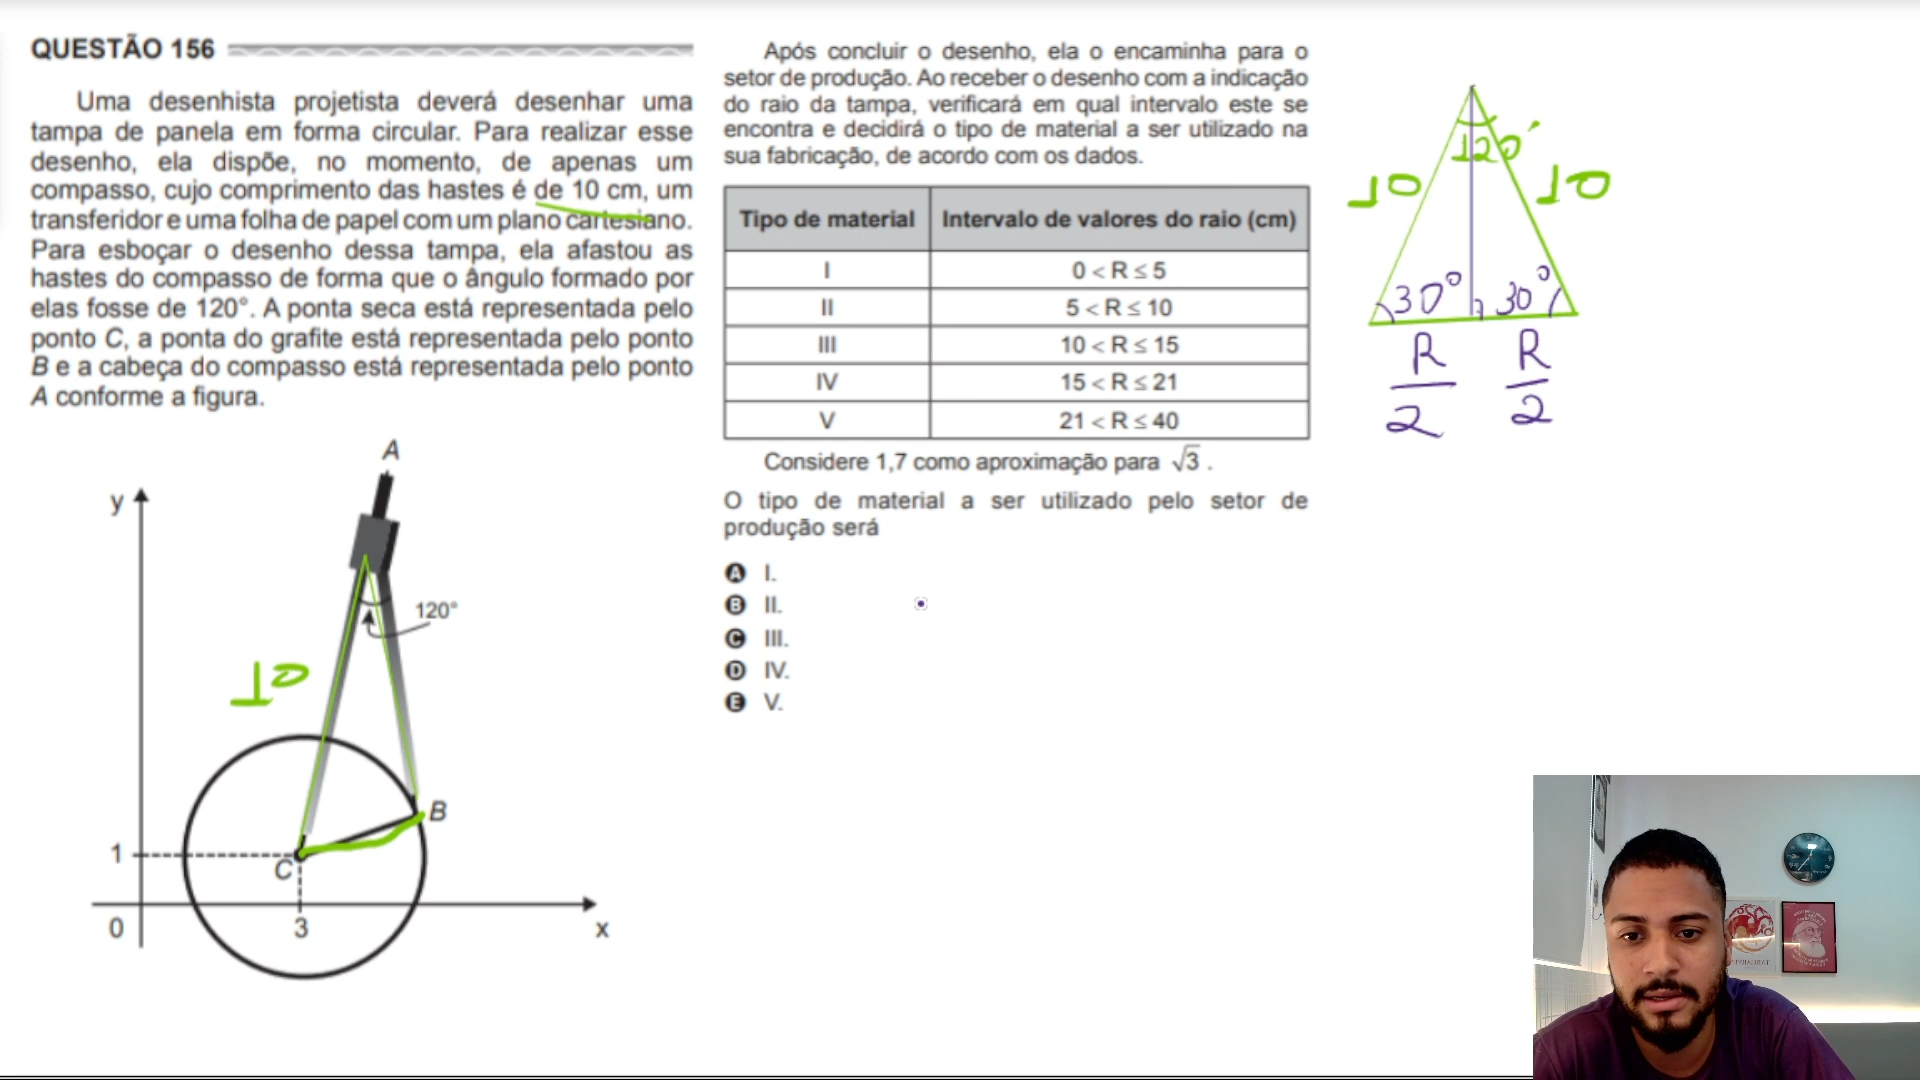 QUESTÃO 156
Uma desenhista projetista deverá desenhar uma
tampa de panela em forma circular. Para realizar esse
desenho, ela dispõe, no momento, de apenas um
compasso, cujo comprimento das hastes é de 10 cm, um
transferidor e uma folha de papel com um plano cartesiano.
Para esboçar o desenho dessa tampa, ela afastou as
hastes do compasso de forma que o ângulo formado por
elas fosse de 120°. A ponta seca está representada pelo
ponto C, a ponta do grafite está representada pelo ponto
B e a cabeça do compasso está representada pelo ponto
A conforme a figura.
A
y
120°
10
B
1
C
0
3
x
Após concluir o desenho, ela o encaminha para o
setor de produção. Ao receber o desenho com a indicação
do raio da tampa, verificará em qual intervalo este se
encontra e decidirá o tipo de material a ser utilizado na
sua fabricação, de acordo com os dados.
Tipo de material Intervalo de valores do raio (cm)
I 0 < R ≤ 5
II 5 < R ≤ 10
III 10 < R ≤ 15
IV 15 < R ≤ 21
V 21 < R ≤ 40
Considere 1,7 como aproximação para √3 .
O tipo de material a ser utilizado pelo setor de
produção será
A I.
B II.
C III.
D IV.
E V.
120°
10 10
30° 30°
R/2 R/2